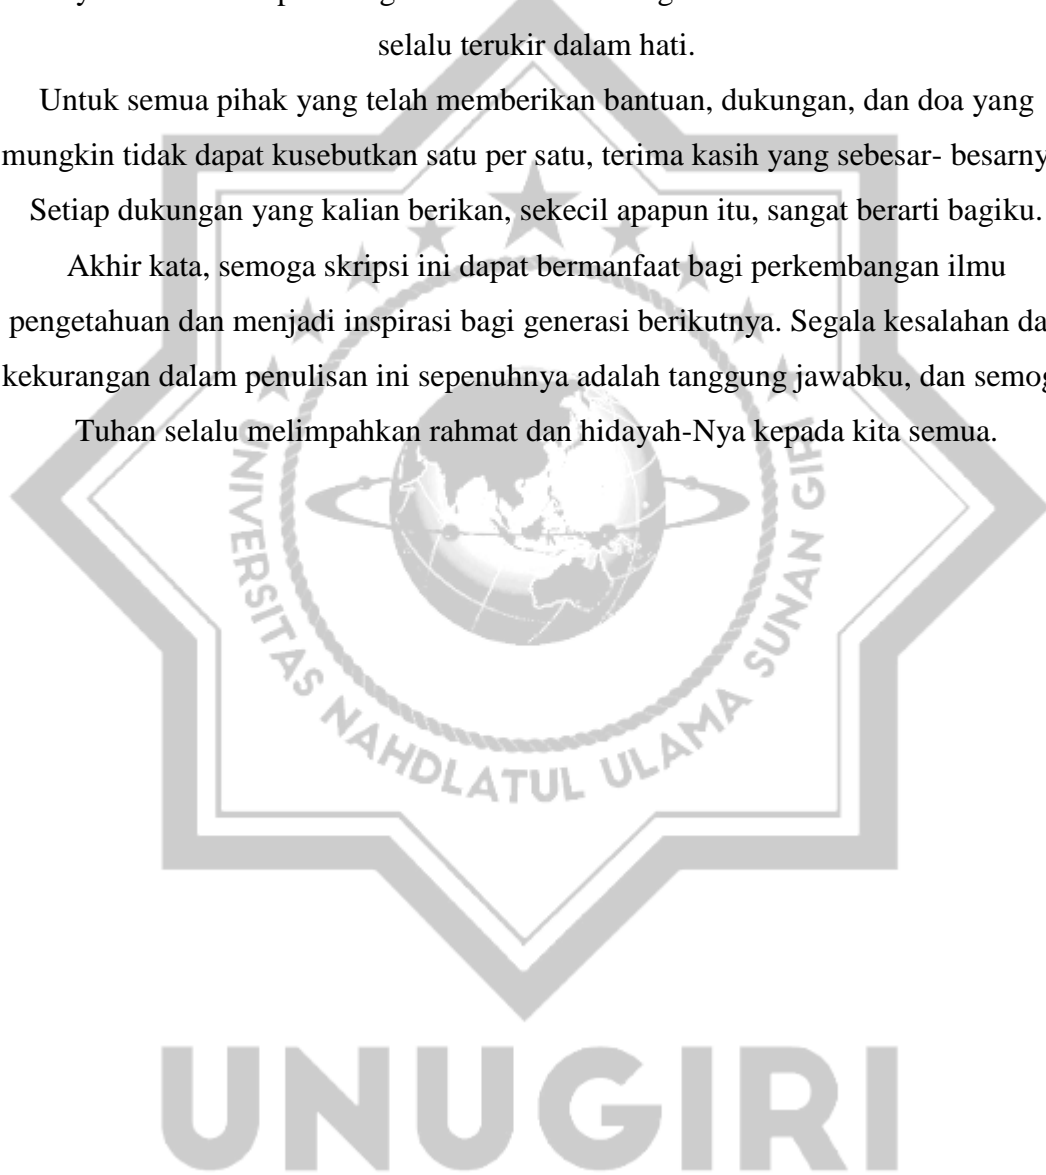 selalu terukir dalam hati.
Untuk semua pihak yang telah memberikan bantuan, dukungan, dan doa yang
mungkin tidak dapat kusebutkan satu per satu, terima kasih yang sebesar- besarny
Setiap dukungan yang kalian berikan, sekecil apapun itu, sangat berarti bagiku.
Akhir kata, semoga skripsi ini dapat bermanfaat bagi perkembangan ilmu
pengetahuan dan menjadi inspirasi bagi generasi berikutnya. Segala kesalahan da
kekurangan dalam penulisan ini sepenuhnya adalah tanggung jawabku, dan semog
Tuhan selalu melimpahkan rahmat dan hidayah-Nya kepada kita semua.
UNIVERSITAS NAHDLATUL ULAMA SUNAN GIRI
UNUGIRI